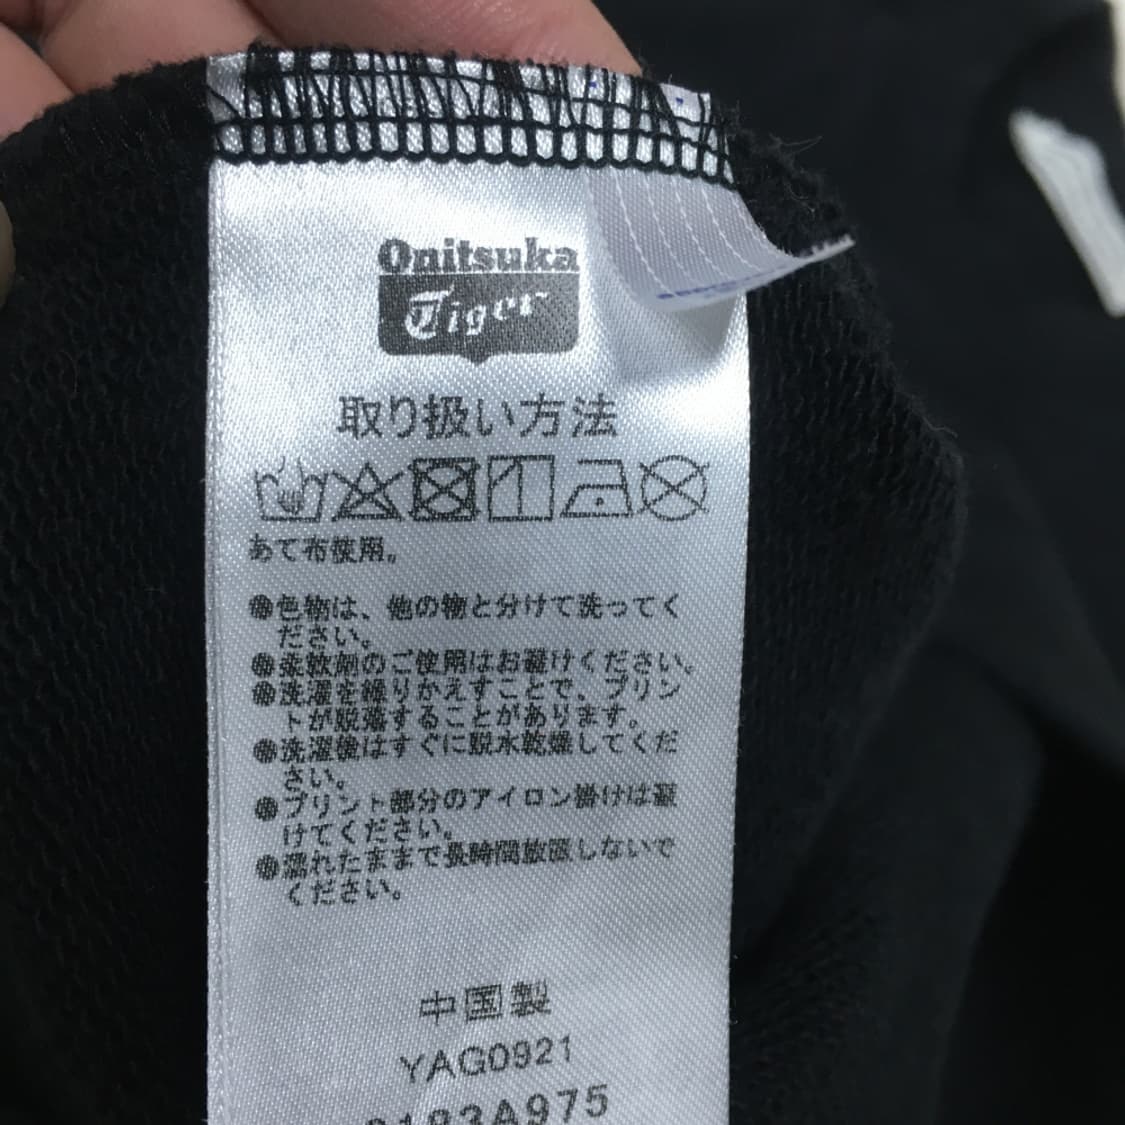 Onitsuka
Tiger
取り扱い方法
あて布使用。
●色物は、他の物と分けて洗ってく
ださい。
●柔軟剤のご使用はお避けください。
●洗濯を繰りかえすことで、プリン
トが脱落することがあります。
●洗濯後はすぐに脱水乾燥してくだ
さい。
●プリント部分のアイロン掛けは避
けてください。
●濡れたままで長時間放置しないで
ください。
中国製
YAG0921
183A975